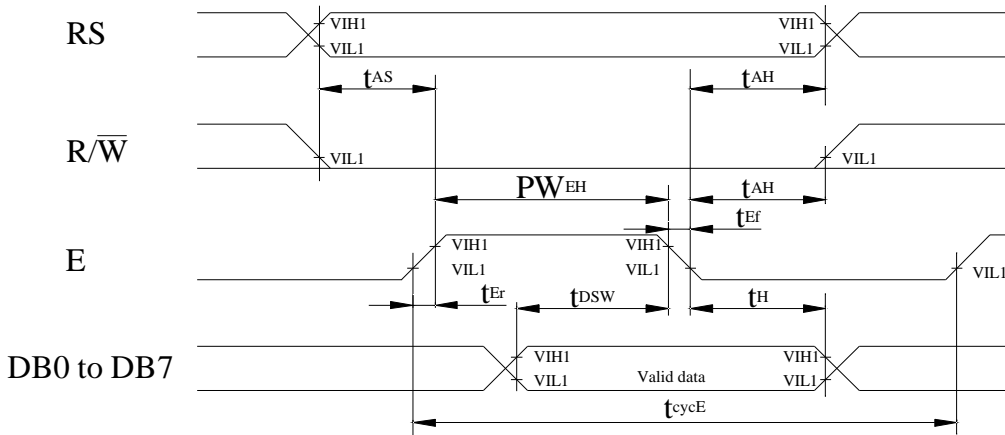 RS
VIH1
VIL1
VIH1
VIL1
tAS
tAH
R/W̅
VIL1
VIL1
PWEH
tAH
tEf
E
VIH1
VIL1
VIH1
VIL1
VIL1
tEr
tDSW
tH
DB0 to DB7
VIH1
VIL1
Valid data
VIH1
VIL1
tcycE